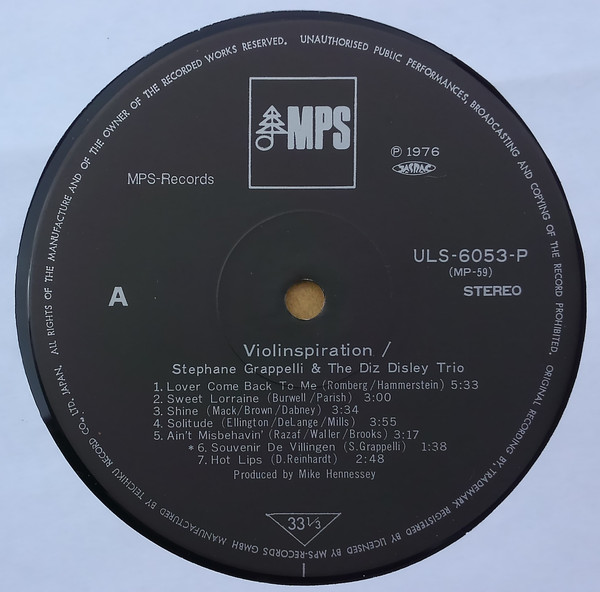 ALL RIGHTS OF THE MANUFACTURE AND OF THE OWNER OF THE RECORDED WORKS RESERVED. UNAUTHORISED PUBLIC PERFORMANCES, BROADCASTING AND COPYING OF THE RECORD PROHIBITED.
ORIGINAL RECORDING BY, TRADEMARK REGISTERED BY LICENSED BY MPS-RECORDS GMBH MANUFACTURED BY TEICHIKU RECORD CO., LTD. JAPAN.
MPS
℗ 1976
JASRAC
MPS-Records
ULS-6053-P
(MP-59)
STEREO
A
Violinspiration /
Stephane Grappelli & The Diz Disley Trio
1. Lover Come Back To Me (Romberg/Hammerstein) 5:33
2. Sweet Lorraine (Burwell/Parish) 3:00
3. Shine (Mack/Brown/Dabney) 3:34
4. Solitude (Ellington/DeLange/Mills) 3:55
5. Ain't Misbehavin' (Razaf/Waller/Brooks) 3:17
*6. Souvenir De Villingen (S.Grappelli) 1:38
7. Hot Lips (D.Reinhardt) 2:48
Produced by Mike Hennessey
33 1/3